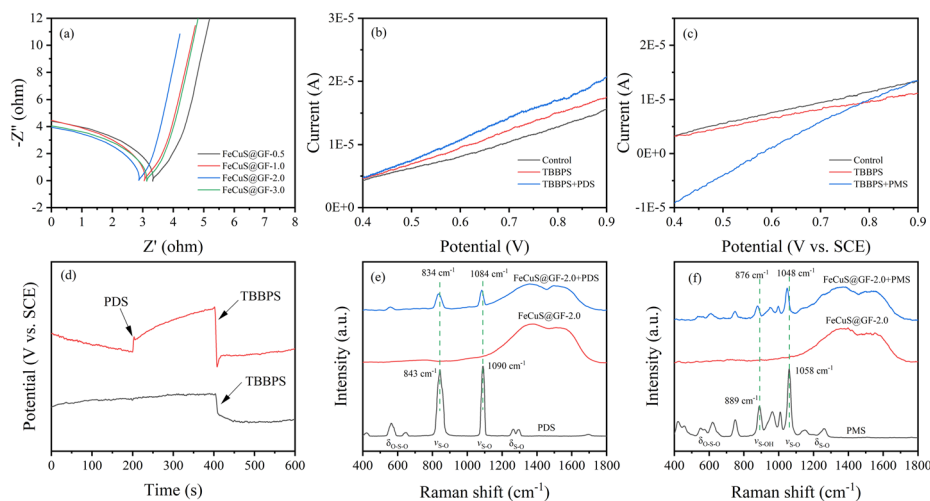 (a)
-Z'' (ohm)
12
10
8
6
4
2
0
-2
FeCuS@GF-0.5
FeCuS@GF-1.0
FeCuS@GF-2.0
FeCuS@GF-3.0
0 1 2 3 4 5 6 7 8
Z' (ohm)
(b)
Current (A)
3E-5
2E-5
1E-5
0E+0
Control
TBBPS
TBBPS+PDS
0.4 0.5 0.6 0.7 0.8 0.9
Potential (V)
(c)
Current (A)
2E-5
1E-5
0E+0
-1E-5
Control
TBBPS
TBBPS+PMS
0.4 0.5 0.6 0.7 0.8 0.9
Potential (V vs. SCE)
(d)
Potential (V vs. SCE)
PDS
TBBPS
TBBPS
0 100 200 300 400 500 600
Time (s)
(e)
Intensity (a.u.)
834 cm⁻¹
1084 cm⁻¹
FeCuS@GF-2.0+PDS
FeCuS@GF-2.0
843 cm⁻¹
1090 cm⁻¹
PDS
δO-S-O
νS-O
νS-O
δS-O
400 600 800 1000 1200 1400 1600 1800
Raman shift (cm⁻¹)
(f)
Intensity (a.u.)
876 cm⁻¹
1048 cm⁻¹
FeCuS@GF-2.0+PMS
FeCuS@GF-2.0
889 cm⁻¹
1058 cm⁻¹
PMS
δO-S-O
νS-OH
νS-O
δS-O
400 600 800 1000 1200 1400 1600 1800
Raman shift (cm⁻¹)